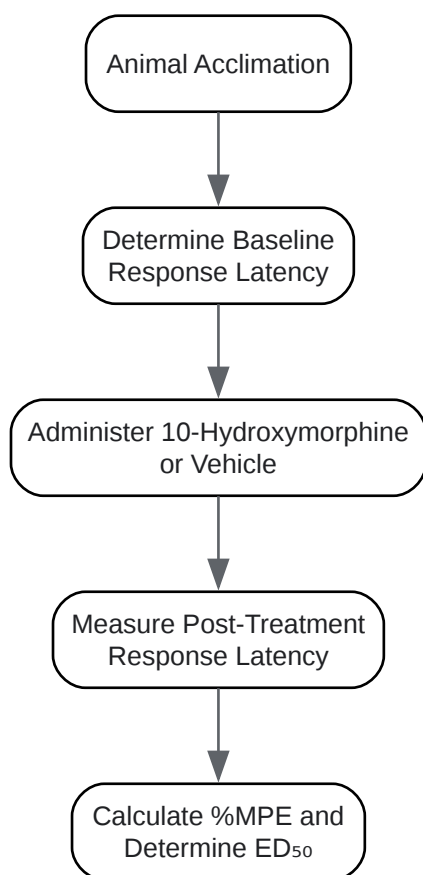 Animal Acclimation
Determine Baseline
Response Latency
Administer 10-Hydroxymorphine
or Vehicle
Measure Post-Treatment
Response Latency
Calculate %MPE and
Determine ED₅₀